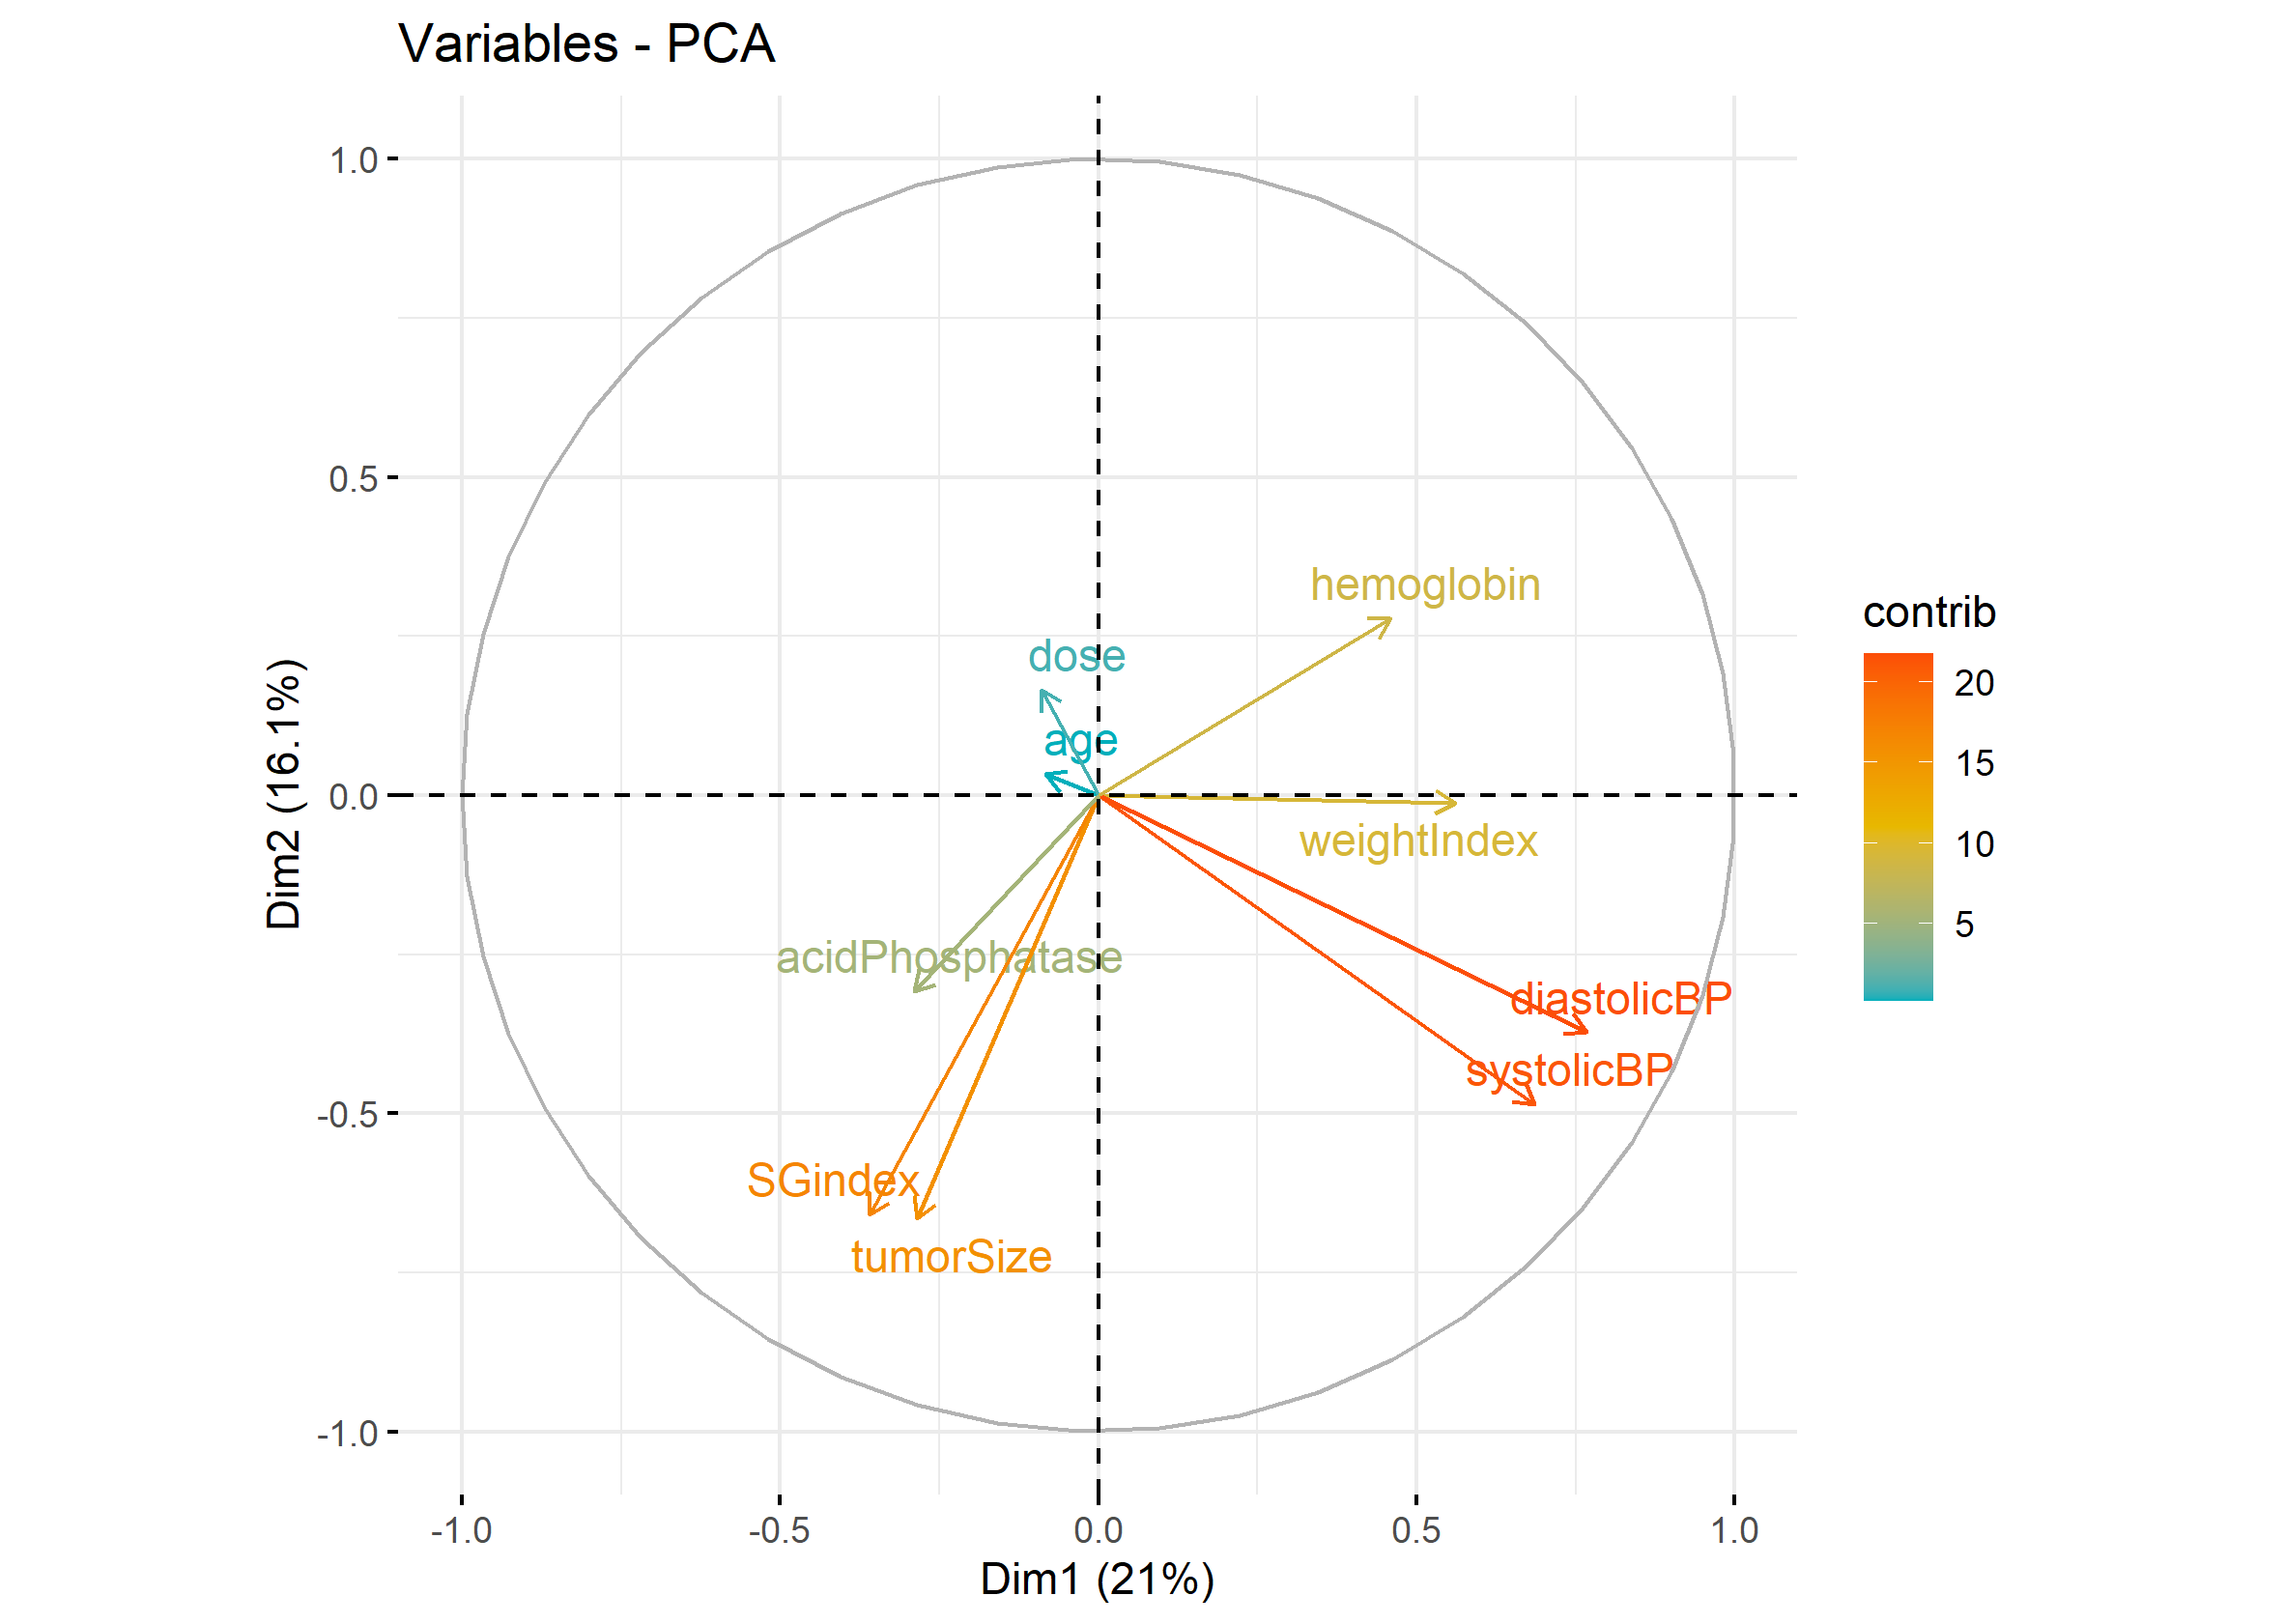 Variables - PCA
1.0
0.5
0.0
-0.5
-1.0
Dim2 (16.1%)
hemoglobin
dose
age
weightIndex
acidPhosphatase
diastolicBP
systolicBP
SGindex
tumorSize
-1.0
-0.5
0.0
0.5
1.0
Dim1 (21%)
contrib
20
15
10
5